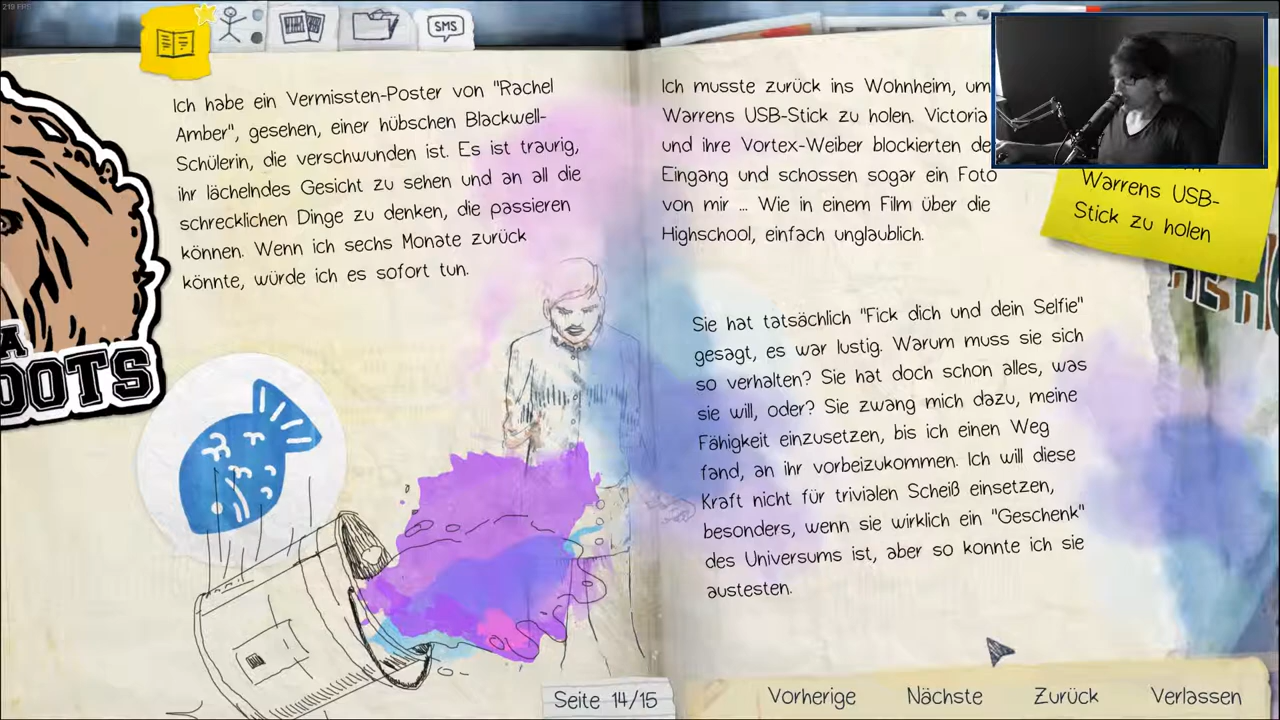 219 FPS
SMS
Ich habe ein Vermissten-Poster von "Rachel
Amber", gesehen, einer hübschen Blackwell-
Schülerin, die verschwunden ist. Es ist traurig,
ihr lächelndes Gesicht zu sehen und an all die
schrecklichen Dinge zu denken, die passieren
können. Wenn ich sechs Monate zurück
könnte, würde ich es sofort tun.
OOTS
Ich musste zurück ins Wohnheim, um
Warrens USB-Stick zu holen. Victoria
und ihre Vortex-Weiber blockierten de
Eingang und schossen sogar ein Foto
von mir ... Wie in einem Film über die
Highschool, einfach unglaublich.
Warrens USB-
Stick zu holen
Sie hat tatsächlich "Fick dich und dein Selfie"
gesagt, es war lustig. Warum muss sie sich
so verhalten? Sie hat doch schon alles, was
sie will, oder? Sie zwang mich dazu, meine
Fähigkeit einzusetzen, bis ich einen Weg
fand, an ihr vorbeizukommen. Ich will diese
Kraft nicht für trivialen Scheiß einsetzen,
besonders, wenn sie wirklich ein "Geschenk"
des Universums ist, aber so konnte ich sie
austesten.
Seite 14/15
Vorherige
Nächste
Zurück
Verlassen